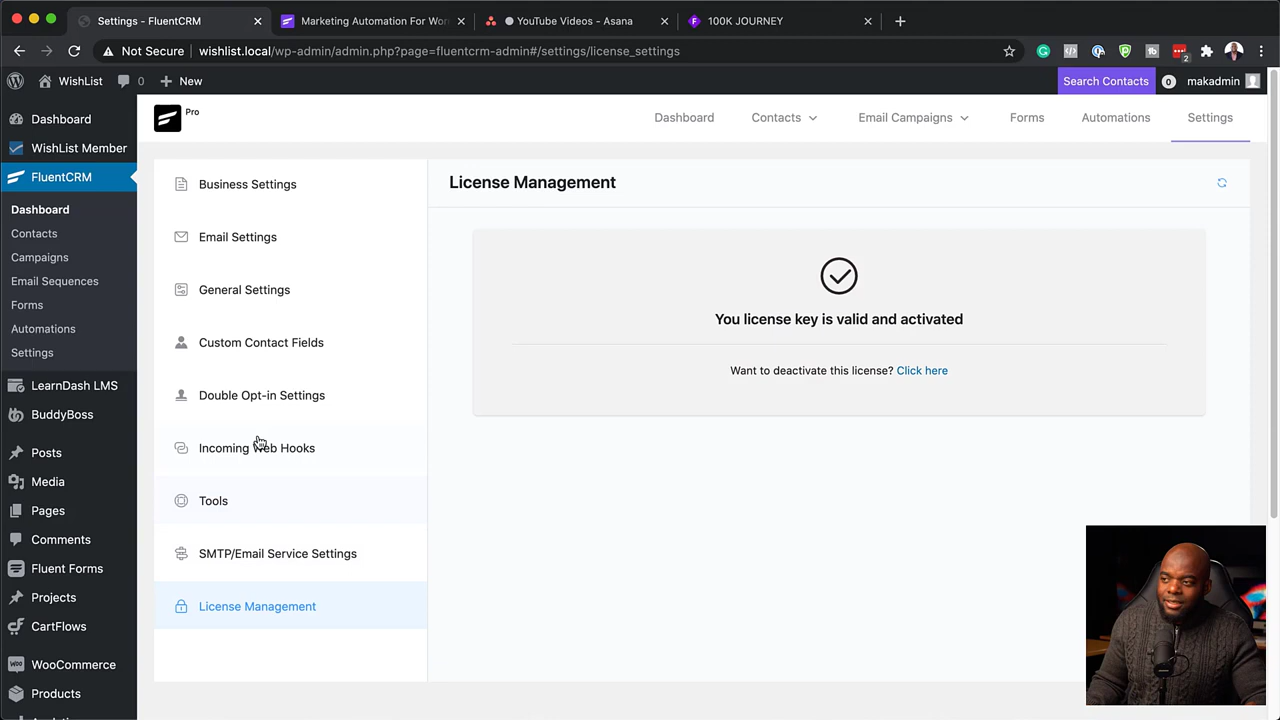 Settings - FluentCRM
Marketing Automation For Wor
YouTube Videos - Asana
100K JOURNEY
Not Secure wishlist.local/wp-admin/admin.php?page=fluentcrm-admin#/settings/license_settings
2
WishList 0 New Search Contacts 0 makadmin
Dashboard
WishList Member
FluentCRM
Dashboard
Contacts
Campaigns
Email Sequences
Forms
Automations
Settings
LearnDash LMS
BuddyBoss
Posts
Media
Pages
Comments
Fluent Forms
Projects
CartFlows
WooCommerce
Products
Pro
Dashboard Contacts Email Campaigns Forms Automations Settings
Business Settings
Email Settings
General Settings
Custom Contact Fields
Double Opt-in Settings
Incoming Web Hooks
Tools
SMTP/Email Service Settings
License Management
License Management
You license key is valid and activated
Want to deactivate this license? Click here